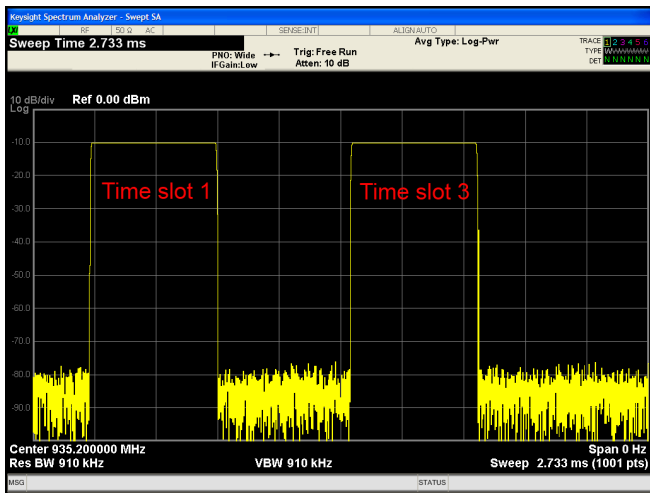 Keysight Spectrum Analyzer - Swept SA
RF 50 Ω AC SENSE:INT ALIGN AUTO
Sweep Time 2.733 ms
Avg Type: Log-Pwr
TRACE 1 2 3 4 5 6
PNO: Wide Trig: Free Run
TYPE
IFGain:Low Atten: 10 dB
DET N N N N N N
10 dB/div Ref 0.00 dBm
Log
-10.0
-20.0
Time slot 1 Time slot 3
-30.0
-40.0
-50.0
-60.0
-70.0
-80.0
-90.0
Center 935.200000 MHz Span 0 Hz
Res BW 910 kHz VBW 910 kHz Sweep 2.733 ms (1001 pts)
MSG STATUS